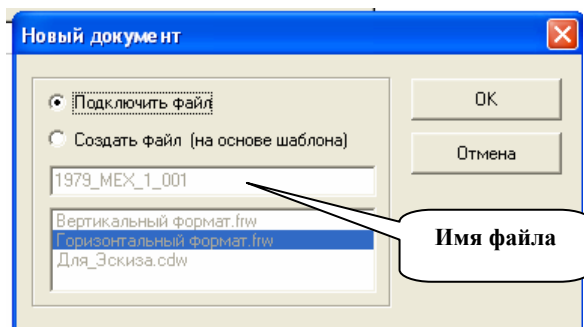 Новый документ
Подключить файл
Создать файл (на основе шаблона)
1979_MEX_1_001
Вертикальный формат.frw
Горизонтальный формат.frw
Для_Эскиза.cdw
OK
Отмена
Имя файла